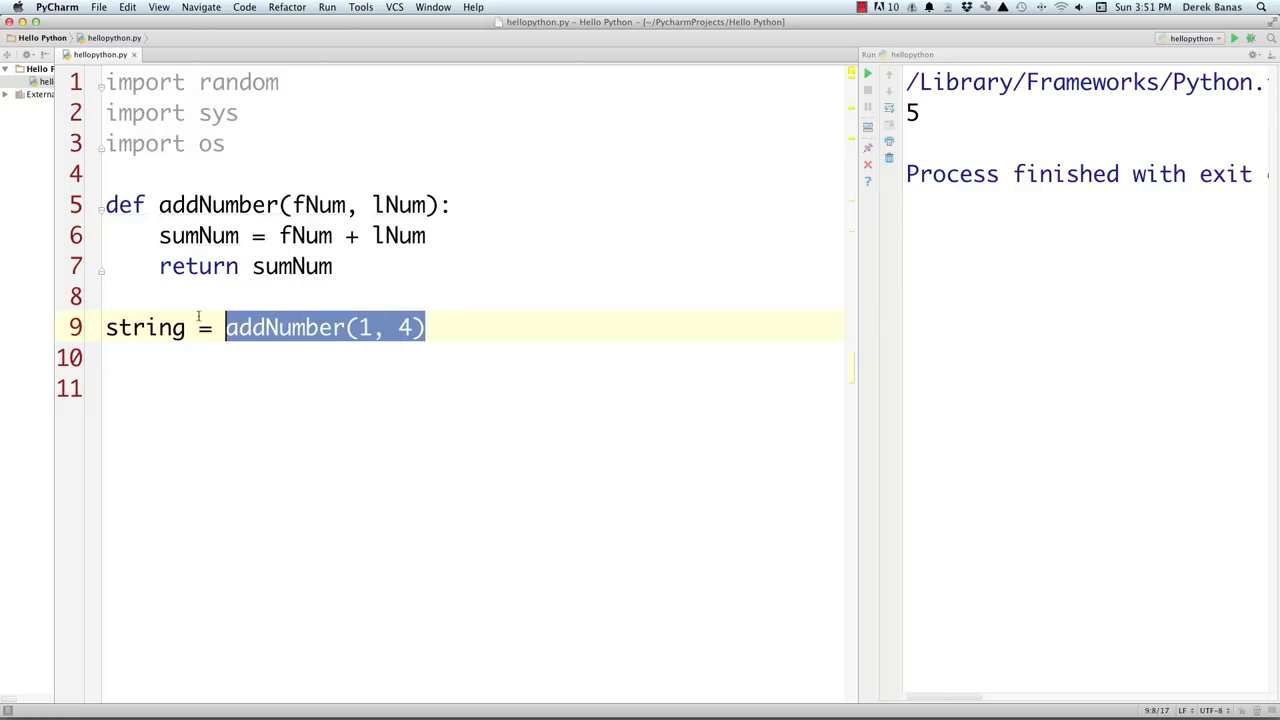 PyCharm File Edit View Navigate Code Refactor Run Tools VCS Window Help 10 Sun 3:51 PM Derek Banas
hellopython.py – Hello Python – [~/PycharmProjects/Hello Python]
Hello Python hellopython.py hellopython
hellopython.py Run hellopython
Hello P
hell
Externa
1 import random
2 import sys
3 import os
4
5 def addNumber(fNum, lNum):
6 sumNum = fNum + lNum
7 return sumNum
8
9 string = addNumber(1, 4)
10
11
/Library/Frameworks/Python.
5
Process finished with exit
9:8/17 LF UTF-8